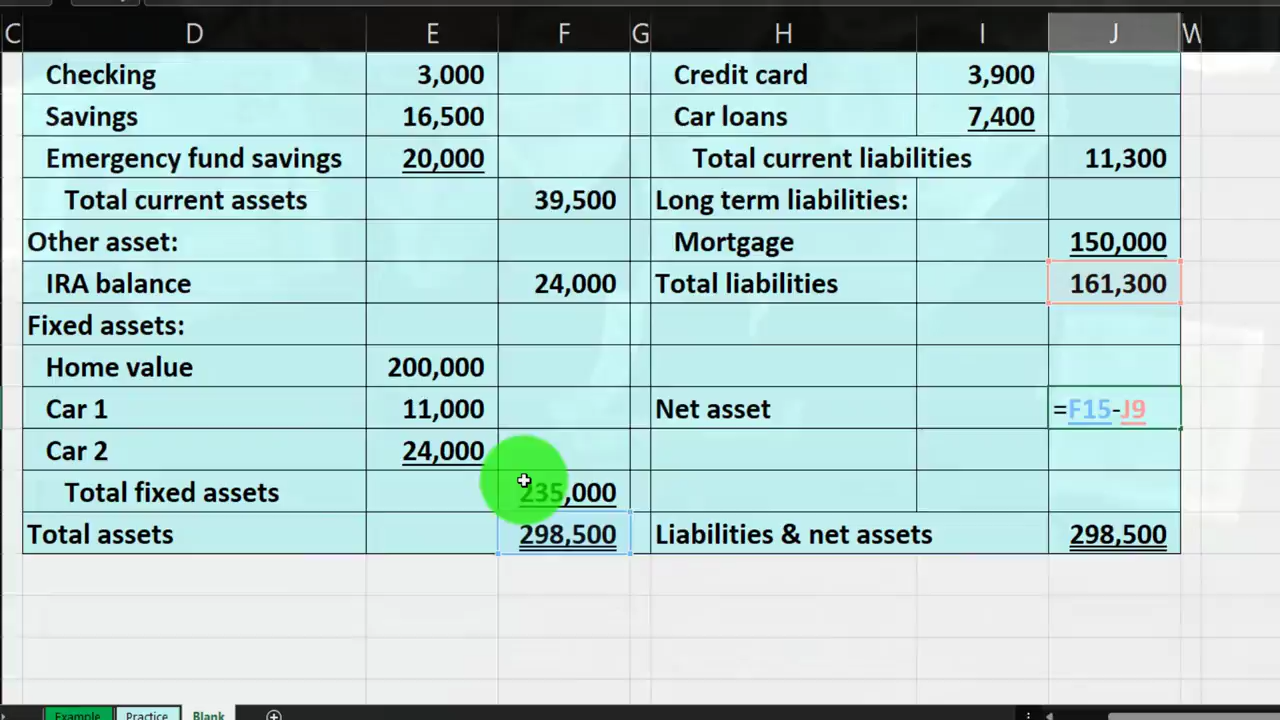 C D E F G H I J W
Checking 3,000 Credit card 3,900
Savings 16,500 Car loans 7,400
Emergency fund savings 20,000 Total current liabilities 11,300
Total current assets 39,500 Long term liabilities:
Other asset: Mortgage 150,000
IRA balance 24,000 Total liabilities 161,300
Fixed assets:
Home value 200,000
Car 1 11,000 Net asset =F15-J9
Car 2 24,000
Total fixed assets 235,000
Total assets 298,500 Liabilities & net assets 298,500
Example Practice Blank